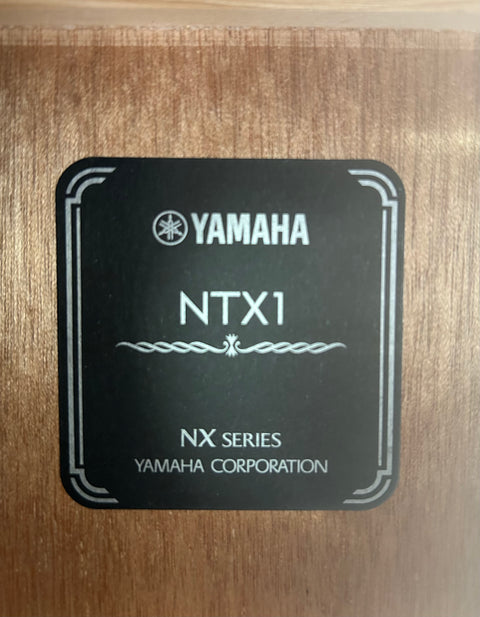 YAMAHA
NTX1
NX SERIES
YAMAHA CORPORATION